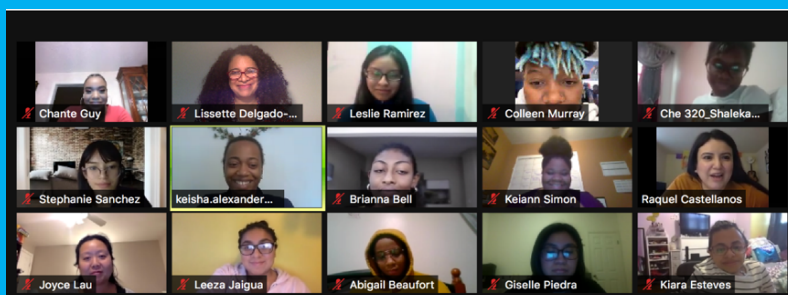 Chante Guy
Lissette Delgado-...
Leslie Ramirez
Colleen Murray
Che 320_Shaleka...
Stephanie Sanchez
keisha.alexander...
Brianna Bell
Keiann Simon
Raquel Castellanos
Joyce Lau
Leeza Jaigua
Abigail Beaufort
Giselle Piedra
Kiara Esteves